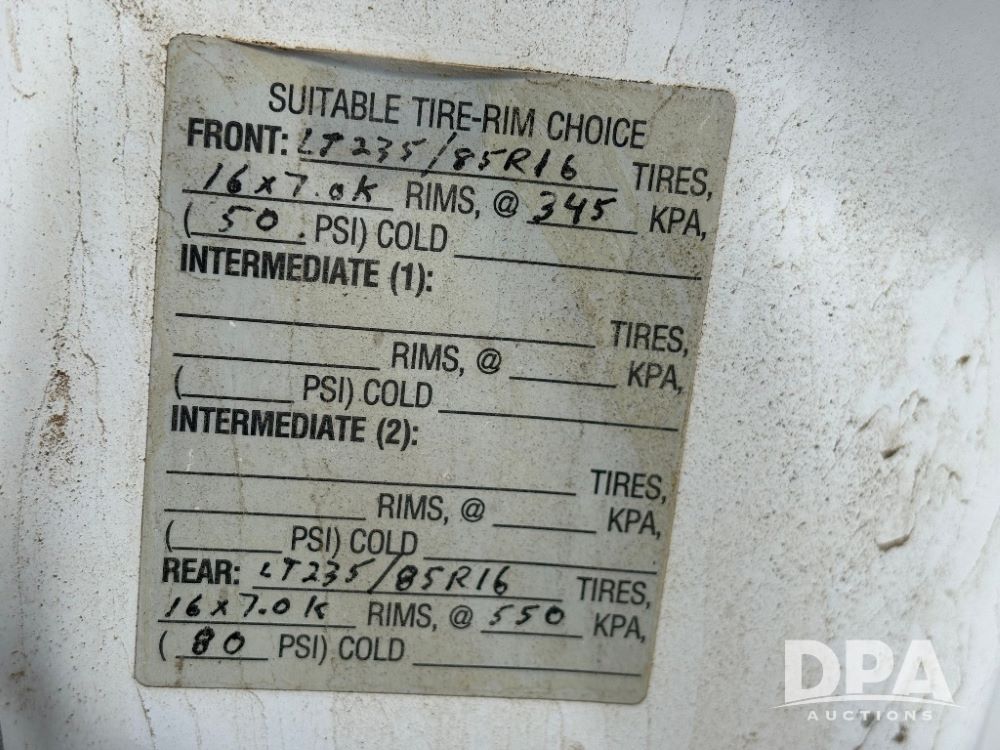 SUITABLE TIRE-RIM CHOICE
FRONT: LT235/85R16 TIRES,
16x7.0K RIMS, @ 345 KPA,
(50. PSI) COLD
INTERMEDIATE (1):
TIRES,
RIMS, @ KPA,
( PSI) COLD
INTERMEDIATE (2):
TIRES,
RIMS, @ KPA,
( PSI) COLD
REAR: LT235/85R16 TIRES,
16x7.0K RIMS, @ 550 KPA,
(80 PSI) COLD
DPA
AUCTIONS